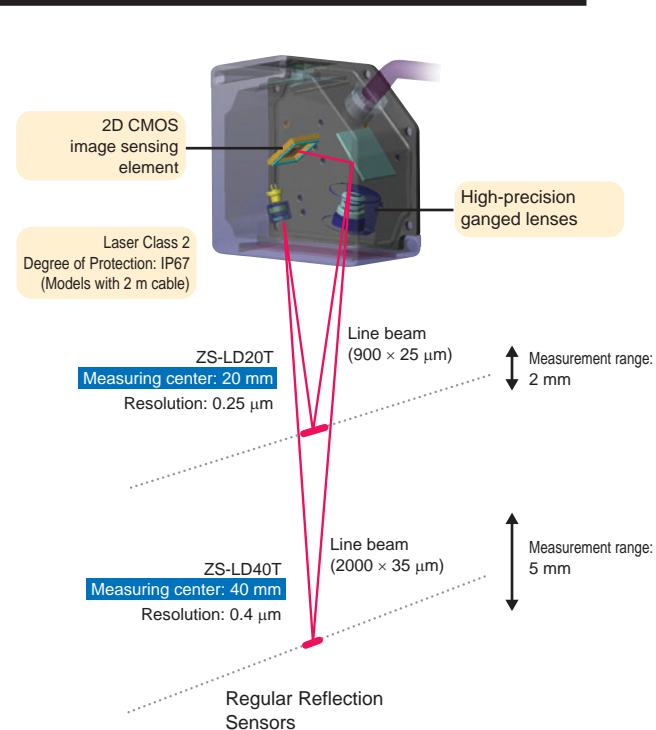 2D CMOS
image sensing
element
High-precision
ganged lenses
Laser Class 2
Degree of Protection: IP67
(Models with 2 m cable)
Line beam
(900 × 25 μm)
ZS-LD20T
Measuring center: 20 mm
Resolution: 0.25 μm
Measurement range:
2 mm
Line beam
(2000 × 35 μm)
ZS-LD40T
Measuring center: 40 mm
Resolution: 0.4 μm
Measurement range:
5 mm
Regular Reflection
Sensors